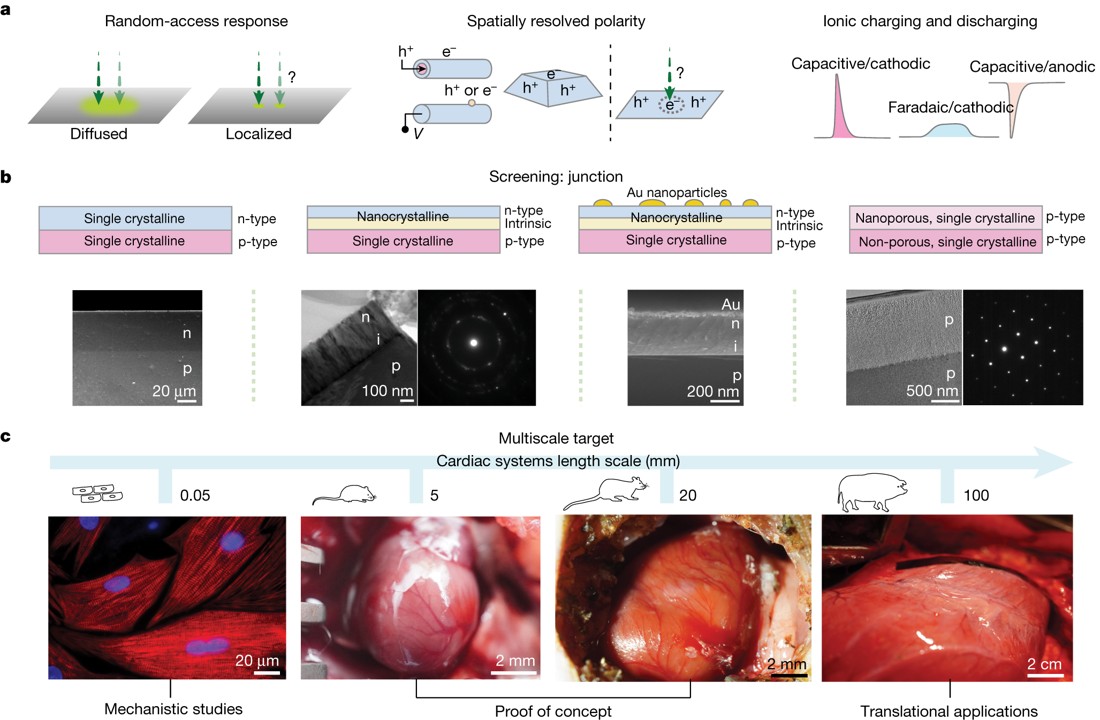 a
Random-access response
?
Diffused
Localized
Spatially resolved polarity
h+
e−
h+ or e−
V
e−
h+
h+
?
h+
e−
h+
Ionic charging and discharging
Capacitive/cathodic
Capacitive/anodic
Faradaic/cathodic
b
Screening: junction
Single crystalline
n-type
Single crystalline
p-type
Nanocrystalline
n-type
Intrinsic
Single crystalline
p-type
Au nanoparticles
Nanocrystalline
n-type
Intrinsic
Single crystalline
p-type
Nanoporous, single crystalline
p-type
Non-porous, single crystalline
p-type
n
p
20 μm
n
i
p
100 nm
Au
n
i
p
200 nm
p
p
500 nm
c
Multiscale target
Cardiac systems length scale (mm)
0.05
5
20
100
20 μm
2 mm
2 mm
2 cm
Mechanistic studies
Proof of concept
Translational applications